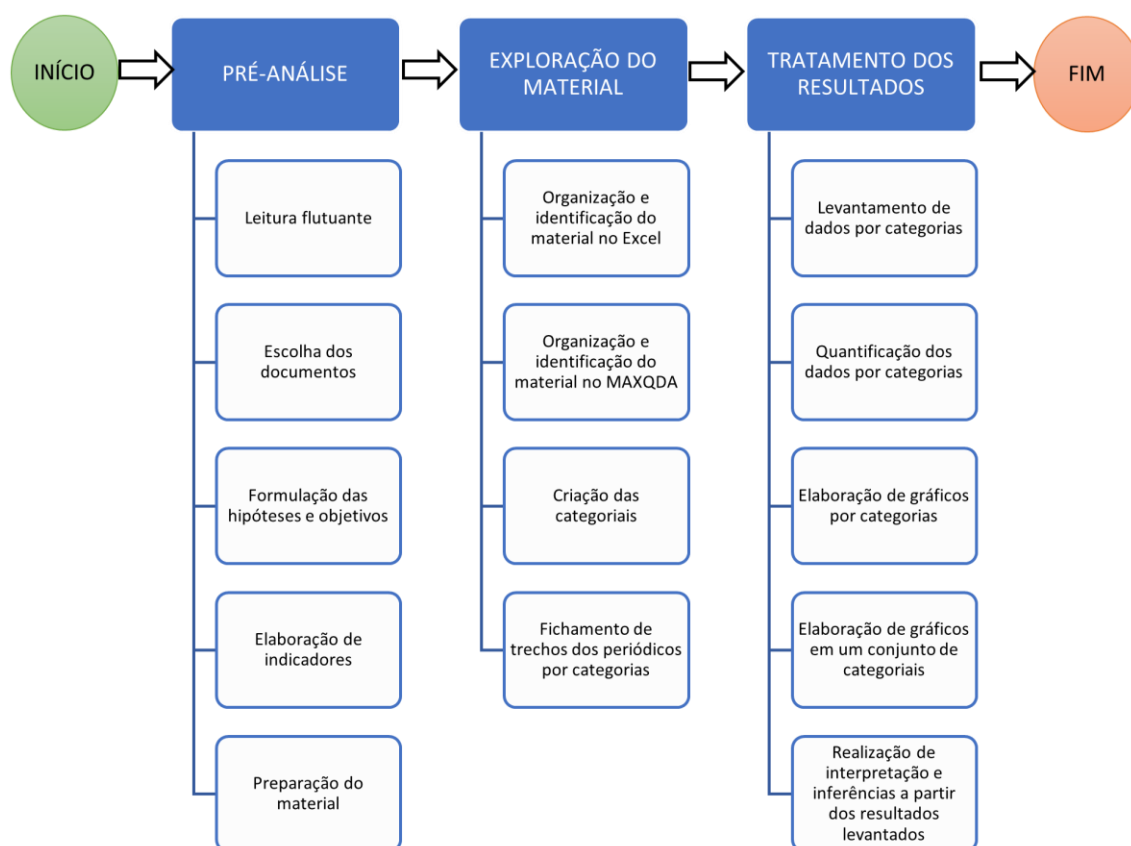 INÍCIO
PRÉ-ANÁLISE
EXPLORAÇÃO DO
MATERIAL
TRATAMENTO DOS
RESULTADOS
FIM
Leitura flutuante
Escolha dos
documentos
Formulação das
hipóteses e objetivos
Elaboração de
indicadores
Preparação do
material
Organização e
identificação do
material no Excel
Organização e
identificação do
material no MAXQDA
Criação das
categoriais
Fichamento de
trechos dos periódicos
por categorias
Levantamento de
dados por categorias
Quantificação dos
dados por categorias
Elaboração de gráficos
por categorias
Elaboração de gráficos
em um conjunto de
categoriais
Realização de
interpretação e
inferências a partir
dos resultados
levantados